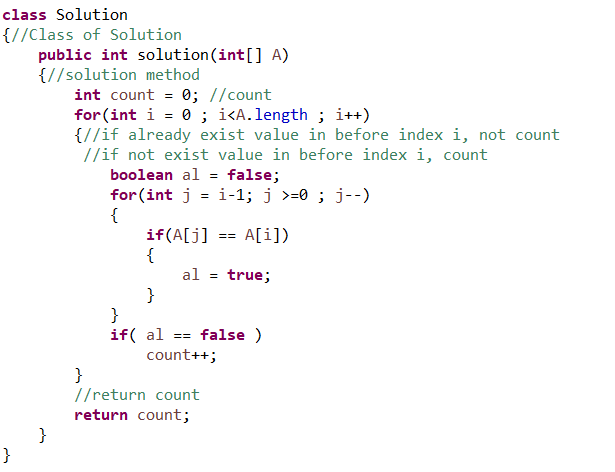 class Solution
{//Class of Solution
    public int solution(int[] A)
    {//solution method
        int count = 0; //count
        for(int i = 0 ; i<A.length ; i++)
        {//if already exist value in before index i, not count
         //if not exist value in before index i, count
            boolean al = false;
            for(int j = i-1; j >=0 ; j--)
            {
                if(A[j] == A[i])
                {
                    al = true;
                }
            }
            if( al == false )
                count++;
        }
        //return count
        return count;
    }
}